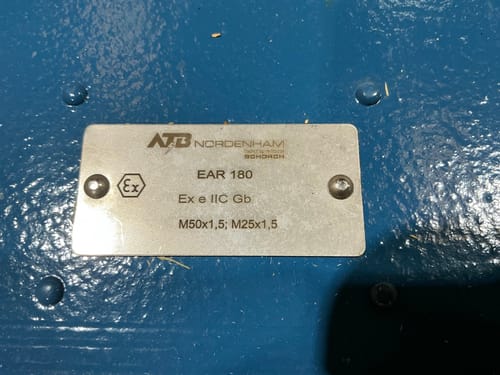 ATB NORDENHAM
SCHORCH
EAR 180
Ex
Ex e IIC Gb
M50x1,5; M25x1,5